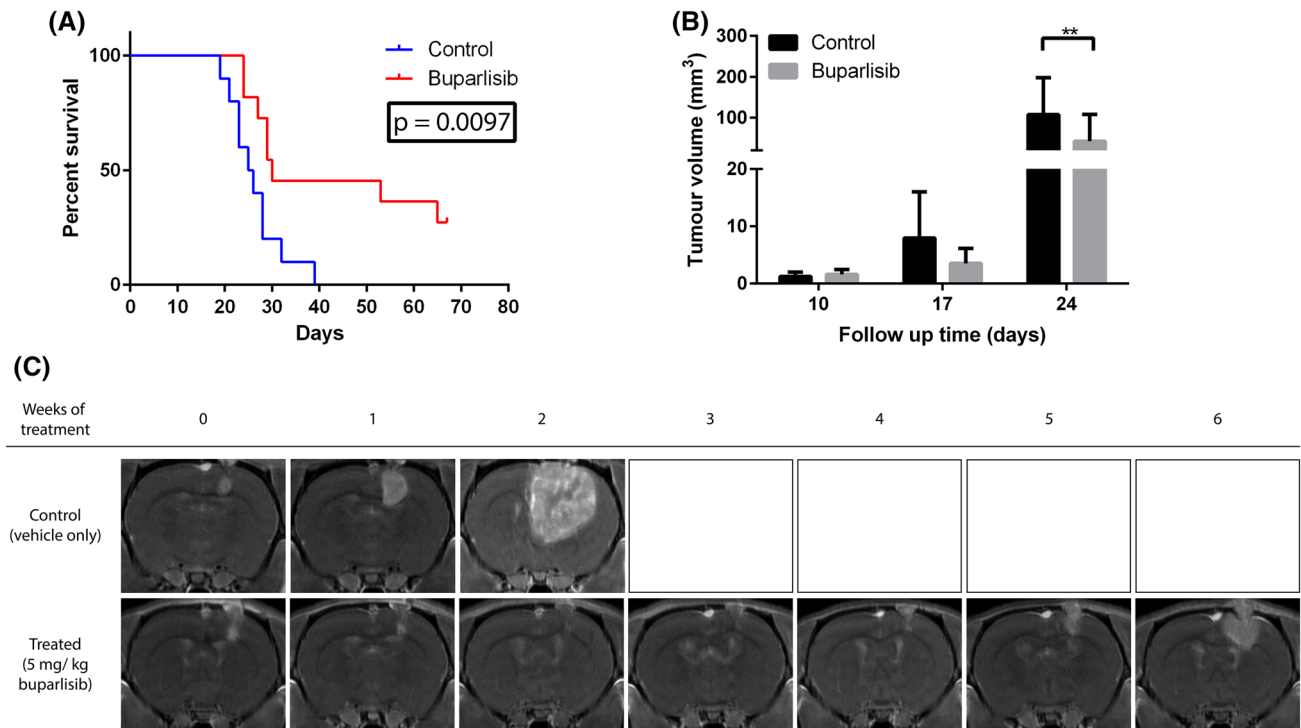 (A)
Control
Buparlisib
p = 0.0097
100
50
0
Percent survival
0 10 20 30 40 50 60 70 80
Days
(B)
Control
Buparlisib
**
300
200
100
20
10
0
Tumour volume (mm³)
10 17 24
Follow up time (days)
(C)
Weeks of
treatment
0 1 2 3 4 5 6
Control
(vehicle only)
Treated
(5 mg/ kg
buparlisib)